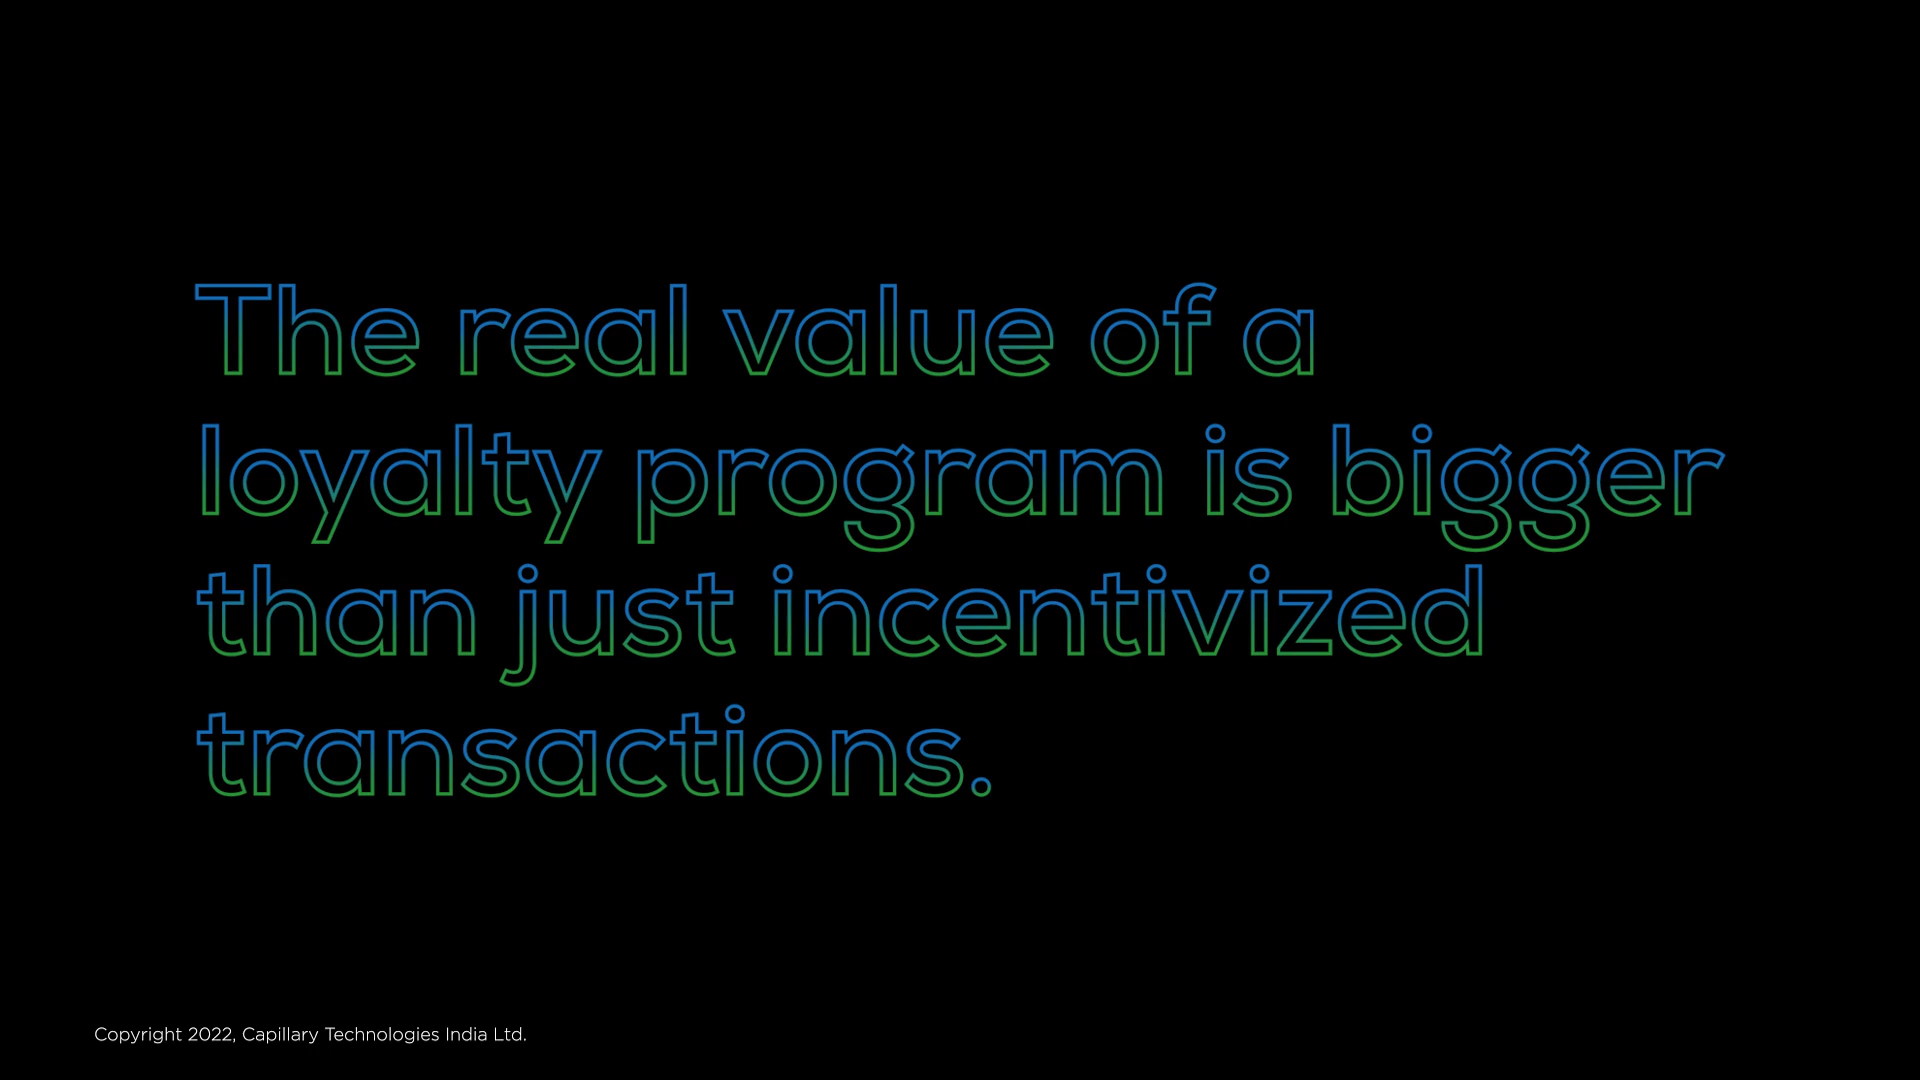 The real value of a
loyalty program is bigger
than just incentivized
transactions.
Copyright 2022, Capillary Technologies India Ltd.